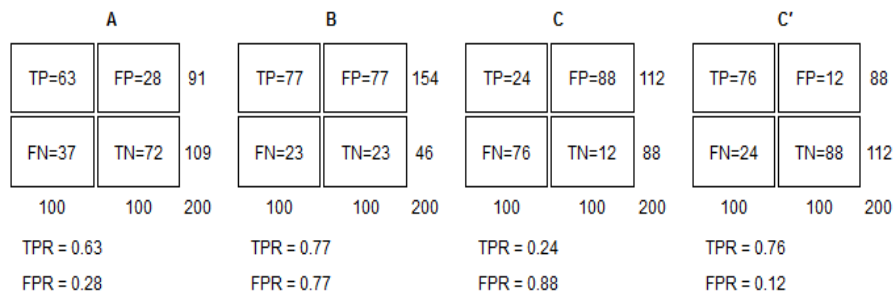 A B C C′
TP=63 FP=28 91 TP=77 FP=77 154 TP=24 FP=88 112 TP=76 FP=12 88
FN=37 TN=72 109 FN=23 TN=23 46 FN=76 TN=12 88 FN=24 TN=88 112
100 100 200 100 100 200 100 100 200 100 100 200
TPR = 0.63 TPR = 0.77 TPR = 0.24 TPR = 0.76
FPR = 0.28 FPR = 0.77 FPR = 0.88 FPR = 0.12